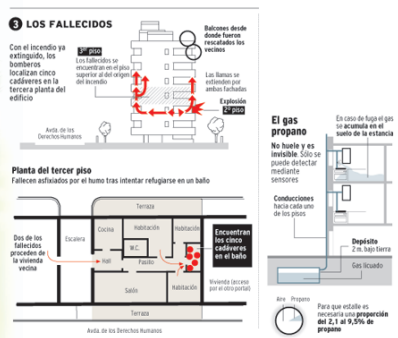 3 LOS FALLECIDOS
Con el incendio ya
extinguido, los
bomberos
localizan cinco
cadáveres en la
tercera planta del
edificio
3er piso
Los fallecidos se
encuentran en el piso
superior al del origen
del incendio
Balcones desde
donde fueron
rescatados los
vecinos
Las llamas se
extienden por
ambas fachadas
Explosión
2º piso
Avda. de los
Derechos Humanos
Planta del tercer piso
Fallecen asfixiados por el humo tras intentar refugiarse en un baño
Terraza
Dos de los
fallecidos
proceden de
la vivienda
vecina
Escalera
Cocina
Habitación
Habitación
W.C.
Hall
Pasillo
Salón
Habitación
Encuentran
los cinco
cadáveres
en el baño
Vivienda (acceso
por el otro portal)
Terraza
Avda. de los Derechos Humanos
El gas
propano
No huele y es
invisible. Sólo se
puede detectar
mediante
sensores
En caso de fuga el gas
se acumula en el
suelo de la estancia
Conducciones
hacia cada uno
de los pisos
Depósito
2 m. bajo tierra
Gas licuado
Aire Propano
Para que estalle es
necesaria una proporción
del 2,1 al 9,5% de
propano